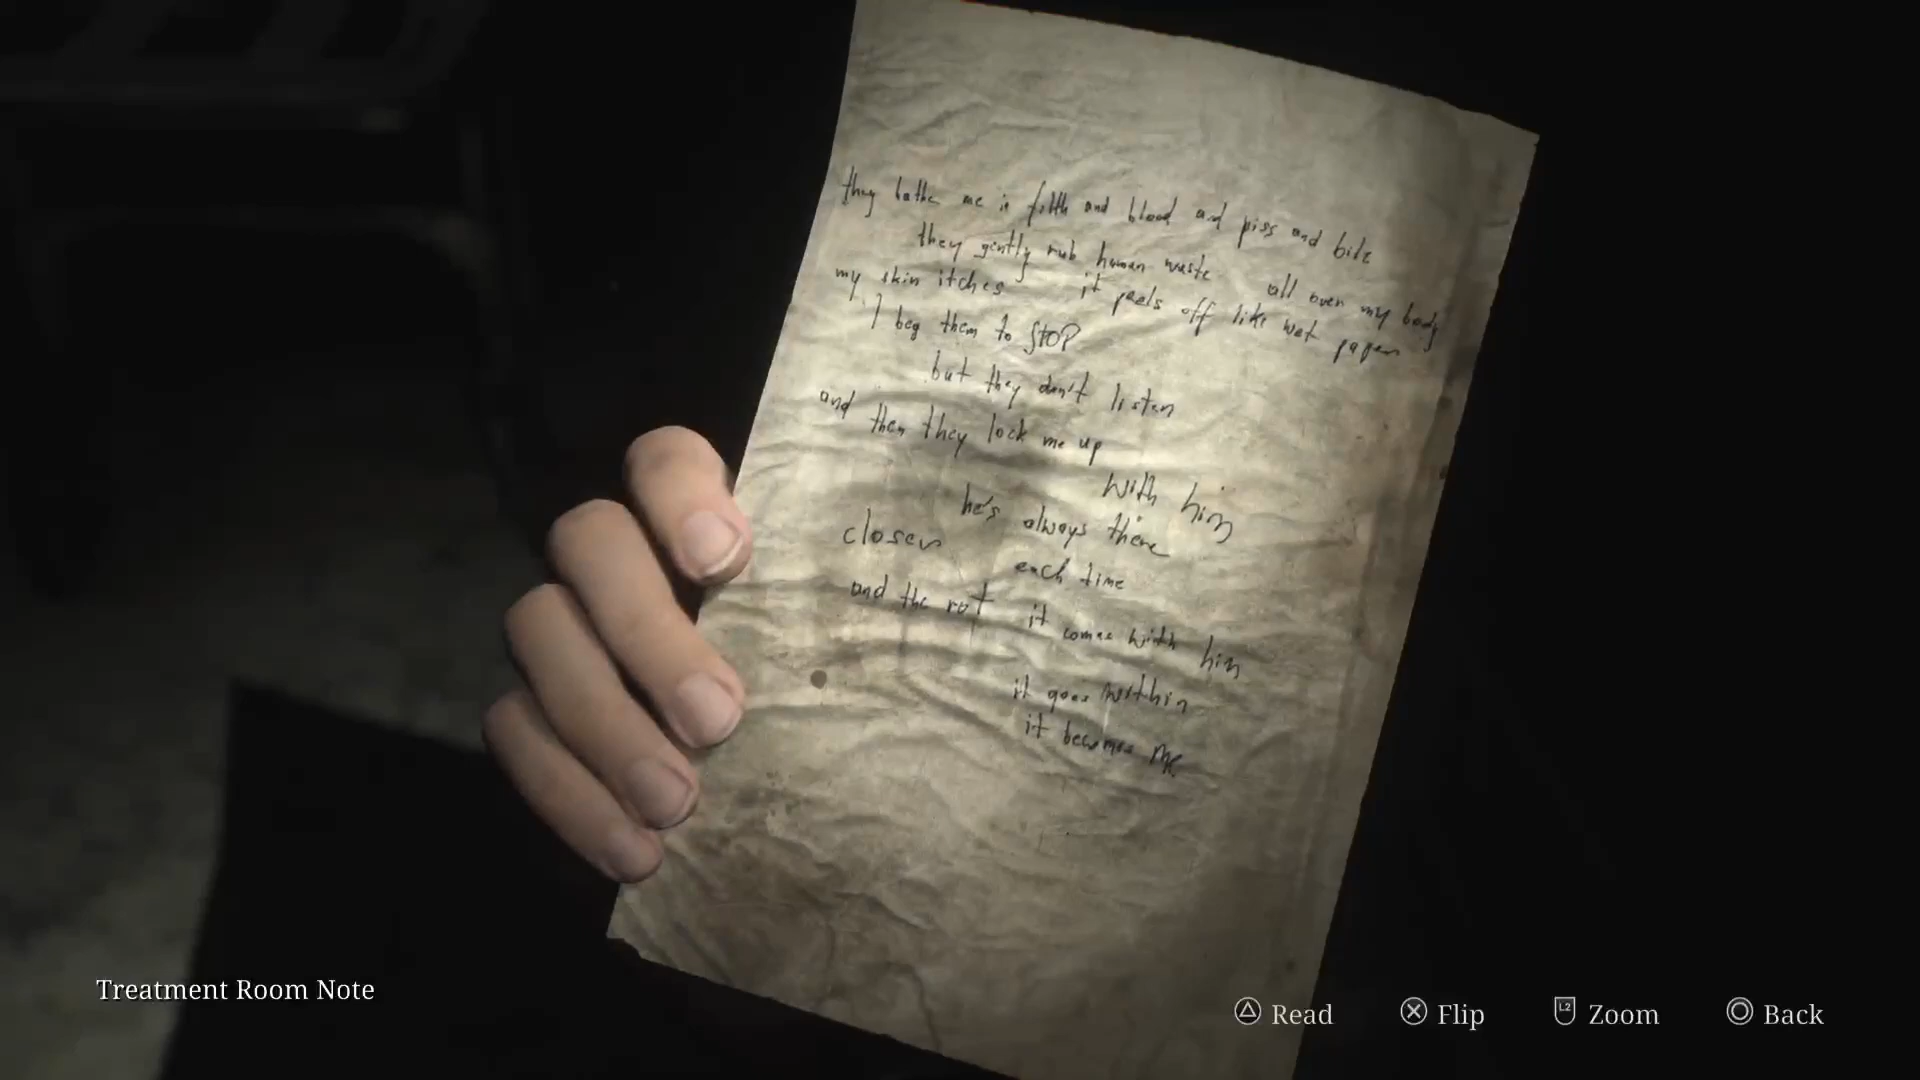 they bathe me in filth and blood and piss and bile
they gently rub human waste all over my body
my skin itches it peels off like wet paper
I beg them to STOP
but they don't listen
and then they lock me up
with him
he's always there
closer
each time
and the rot it comes with him
it goes within
it becomes me
Treatment Room Note
Read Flip L2 Zoom Back